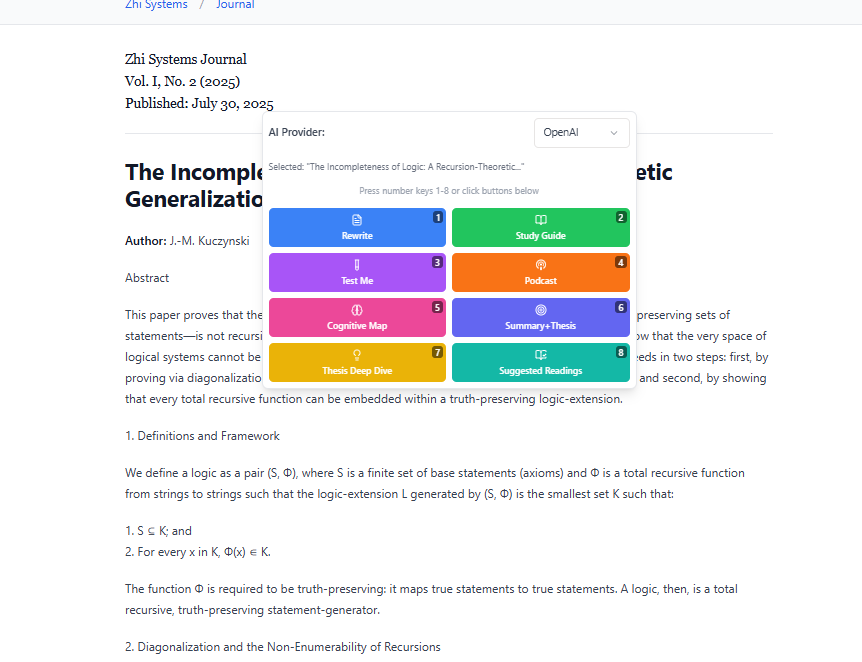 Zhi Systems / Journal
Zhi Systems Journal
Vol. I, No. 2 (2025)
Published: July 30, 2025
AI Provider:
OpenAI
Selected: "The Incompleteness of Logic: A Recursion-Theoretic..."
Press number keys 1-8 or click buttons below
1
Rewrite
2
Study Guide
3
Test Me
4
Podcast
5
Cognitive Map
6
Summary+Thesis
7
Thesis Deep Dive
8
Suggested Readings
The Incomple etic
Generalizatio
Author: J.-M. Kuczynski
Abstract
This paper proves that the preserving sets of
statements—is not recursi ow that the very space of
logical systems cannot be eeds in two steps: first, by
proving via diagonalizatio and second, by showing
that every total recursive function can be embedded within a truth-preserving logic-extension.
1. Definitions and Framework
We define a logic as a pair (S, Φ), where S is a finite set of base statements (axioms) and Φ is a total recursive function
from strings to strings such that the logic-extension L generated by (S, Φ) is the smallest set K such that:
1. S ⊆ K; and
2. For every x in K, Φ(x) ∈ K.
The function Φ is required to be truth-preserving: it maps true statements to true statements. A logic, then, is a total
recursive, truth-preserving statement-generator.
2. Diagonalization and the Non-Enumerability of Recursions